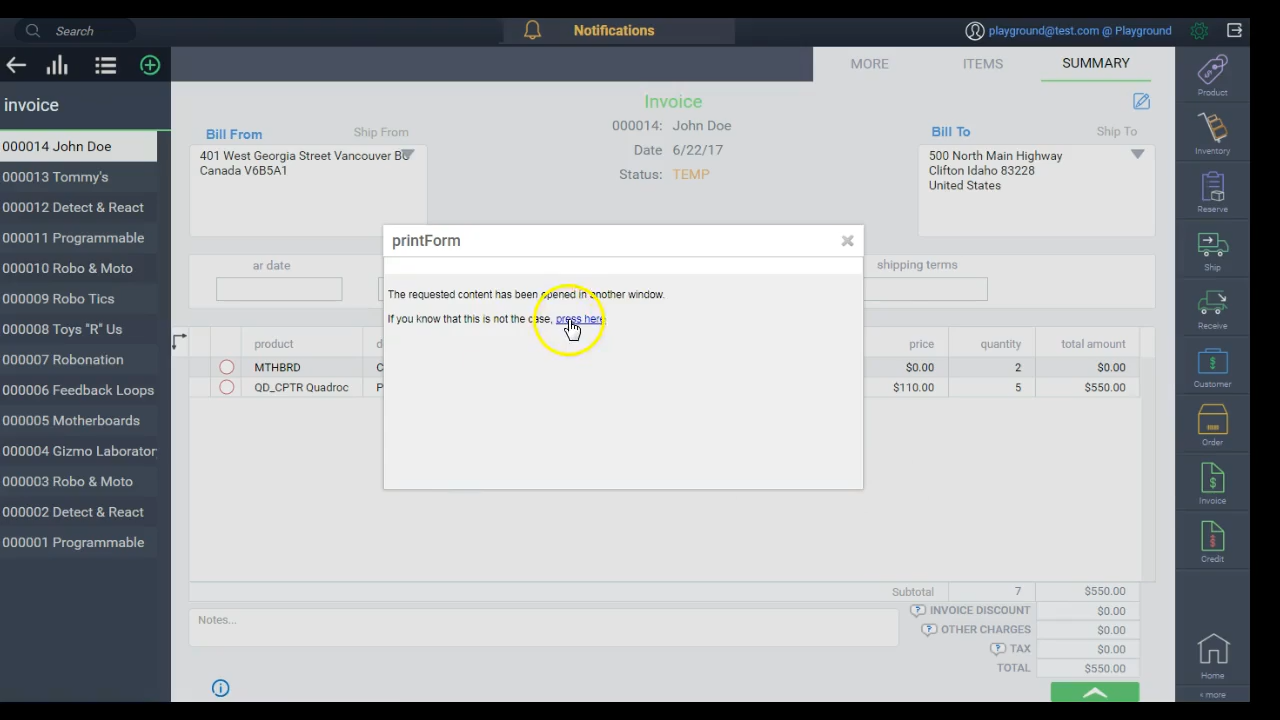 Search
Notifications
playground@test.com @ Playground
MORE
ITEMS
SUMMARY
invoice
000014 John Doe
000013 Tommy's
000012 Detect & React
000011 Programmable
000010 Robo & Moto
000009 Robo Tics
000008 Toys "R" Us
000007 Robonation
000006 Feedback Loops
000005 Motherboards
000004 Gizmo Laborator
000003 Robo & Moto
000002 Detect & React
000001 Programmable
Invoice
000014: John Doe
Date 6/22/17
Status: TEMP
Bill From
Ship From
401 West Georgia Street Vancouver BC
Canada V6B5A1
Bill To
Ship To
500 North Main Highway
Clifton Idaho 83228
United States
ar date
shipping terms
printForm
The requested content has been opened in another window.
If you know that this is not the case, press here
product
price
quantity
total amount
MTHBRD
$0.00
2
$0.00
QD_CPTR Quadroc
$110.00
5
$550.00
Subtotal
7
$550.00
Notes...
INVOICE DISCOUNT
$0.00
OTHER CHARGES
$0.00
TAX
$0.00
TOTAL
$550.00
Product
Inventory
Reserve
Ship
Receive
Customer
Order
Invoice
Credit
Home
< more